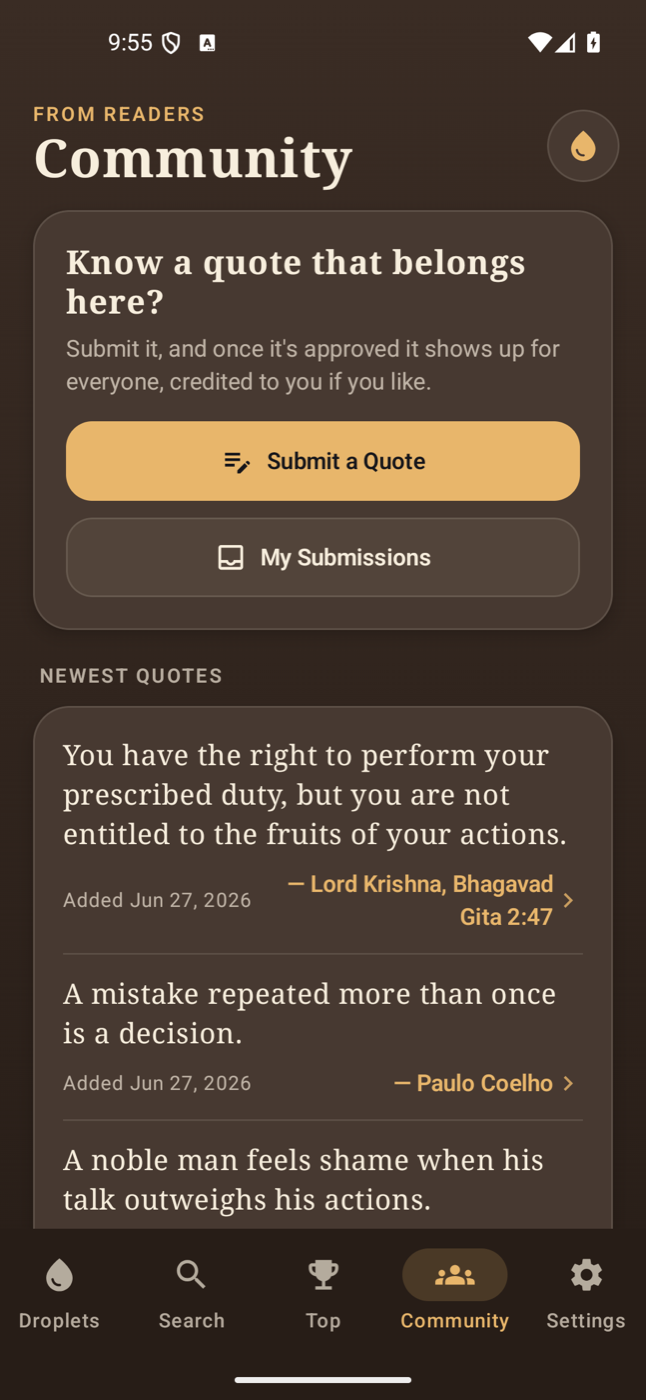 9:55
FROM READERS
Community
Know a quote that belongs
here?
Submit it, and once it's approved it shows up for
everyone, credited to you if you like.
Submit a Quote
My Submissions
NEWEST QUOTES
You have the right to perform your
prescribed duty, but you are not
entitled to the fruits of your actions.
Added Jun 27, 2026
— Lord Krishna, Bhagavad
Gita 2:47
A mistake repeated more than once
is a decision.
Added Jun 27, 2026
— Paulo Coelho
A noble man feels shame when his
talk outweighs his actions.
Droplets
Search
Top
Community
Settings